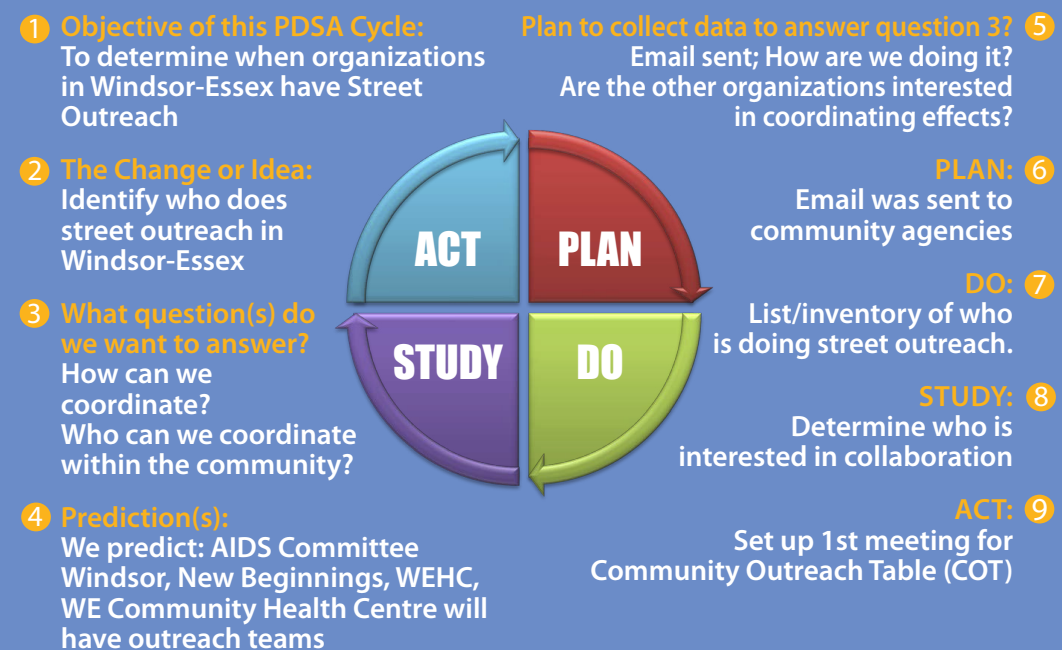 1 Objective of this PDSA Cycle:
To determine when organizations
in Windsor-Essex have Street
Outreach
2 The Change or Idea:
Identify who does
street outreach in
Windsor-Essex
3 What question(s) do
we want to answer?
How can we
coordinate?
Who can we coordinate
within the community?
4 Prediction(s):
We predict: AIDS Committee
Windsor, New Beginnings, WEHC,
WE Community Health Centre will
have outreach teams
ACT
PLAN
STUDY
DO
Plan to collect data to answer question 3? 5
Email sent; How are we doing it?
Are the other organizations interested
in coordinating effects?
PLAN: 6
Email was sent to
community agencies
DO: 7
List/inventory of who
is doing street outreach.
STUDY: 8
Determine who is
interested in collaboration
ACT: 9
Set up 1st meeting for
Community Outreach Table (COT)